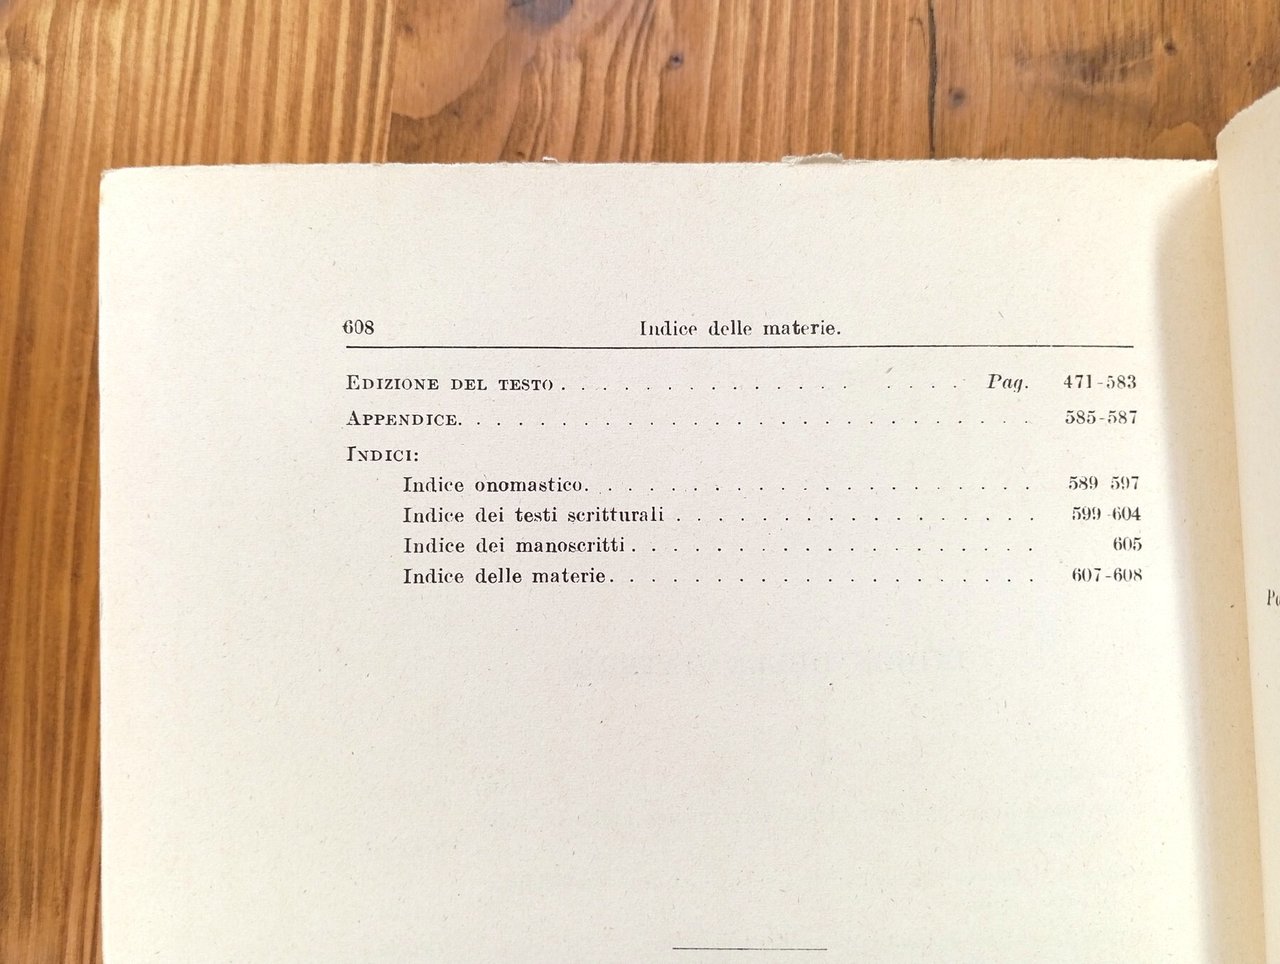 608 Indice delle materie.
EDIZIONE DEL TESTO . . . . . . . . . . . . . . . . . . Pag. 471-583
APPENDICE. . . . . . . . . . . . . . . . . . . . . . . . . . . 585-587
INDICI:
Indice onomastico. . . . . . . . . . . . . . . . . . . . . . 589 597
Indice dei testi scritturali . . . . . . . . . . . . . . . . . 599-604
Indice dei manoscritti . . . . . . . . . . . . . . . . . . . 605
Indice delle materie. . . . . . . . . . . . . . . . . . . . . 607-608